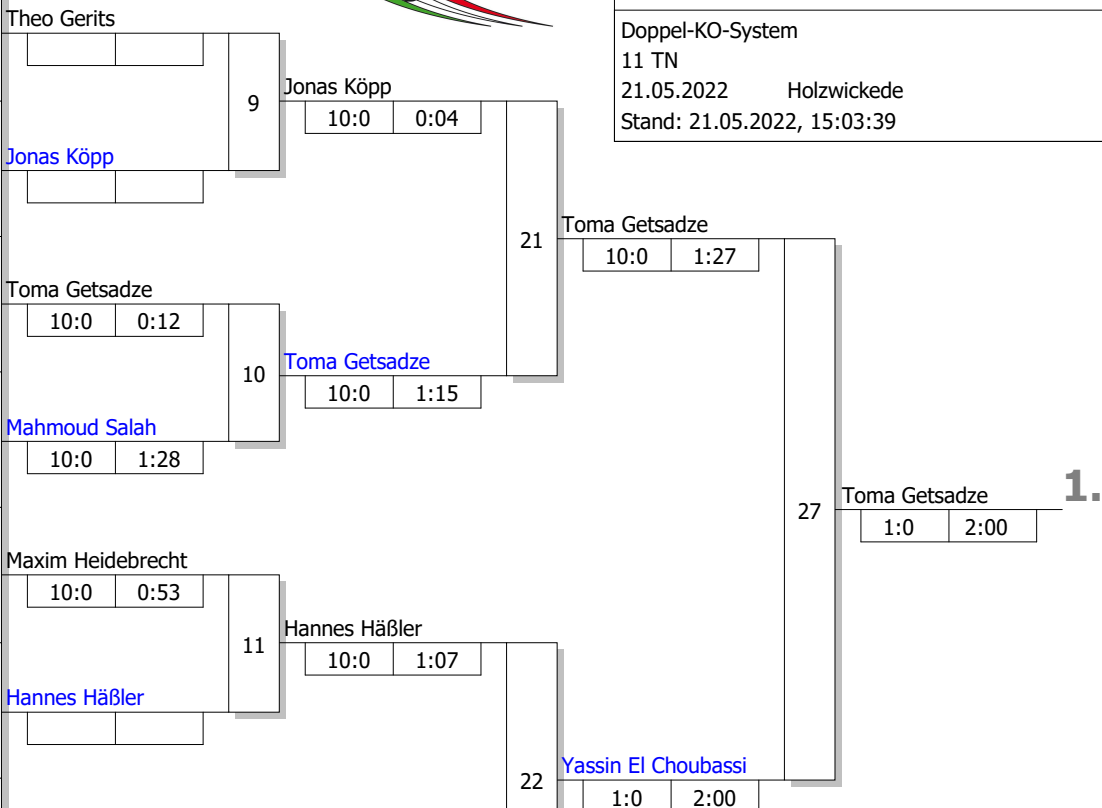 Theo Gerits
Doppel-KO-System
11 TN
21.05.2022 Holzwickede
Stand: 21.05.2022, 15:03:39
9
Jonas Köpp
10:0 0:04
Jonas Köpp
21
Toma Getsadze
10:0 1:27
Toma Getsadze
10:0 0:12
10
Toma Getsadze
10:0 1:15
Mahmoud Salah
10:0 1:28
27
Toma Getsadze
1.
1:0 2:00
Maxim Heidebrecht
10:0 0:53
11
Hannes Häßler
10:0 1:07
Hannes Häßler
22
Yassin El Choubassi
1:0 2:00